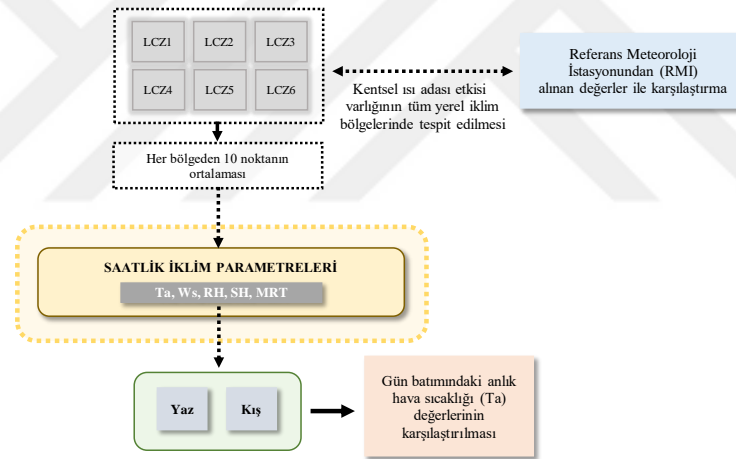 LCZ1 LCZ2 LCZ3
LCZ4 LCZ5 LCZ6
Kentsel ısı adası etkisi
varlığının tüm yerel iklim
bölgelerinde tespit edilmesi
Referans Meteoroloji
İstasyonundan (RMI)
alınan değerler ile karşılaştırma
Her bölgeden 10 noktanın
ortalaması
SAATLİK İKLİM PARAMETRELERİ
Ta, Ws, RH, SH, MRT
Yaz Kış
Gün batımındaki anlık
hava sıcaklığı (Ta)
değerlerinin
karşılaştırılması